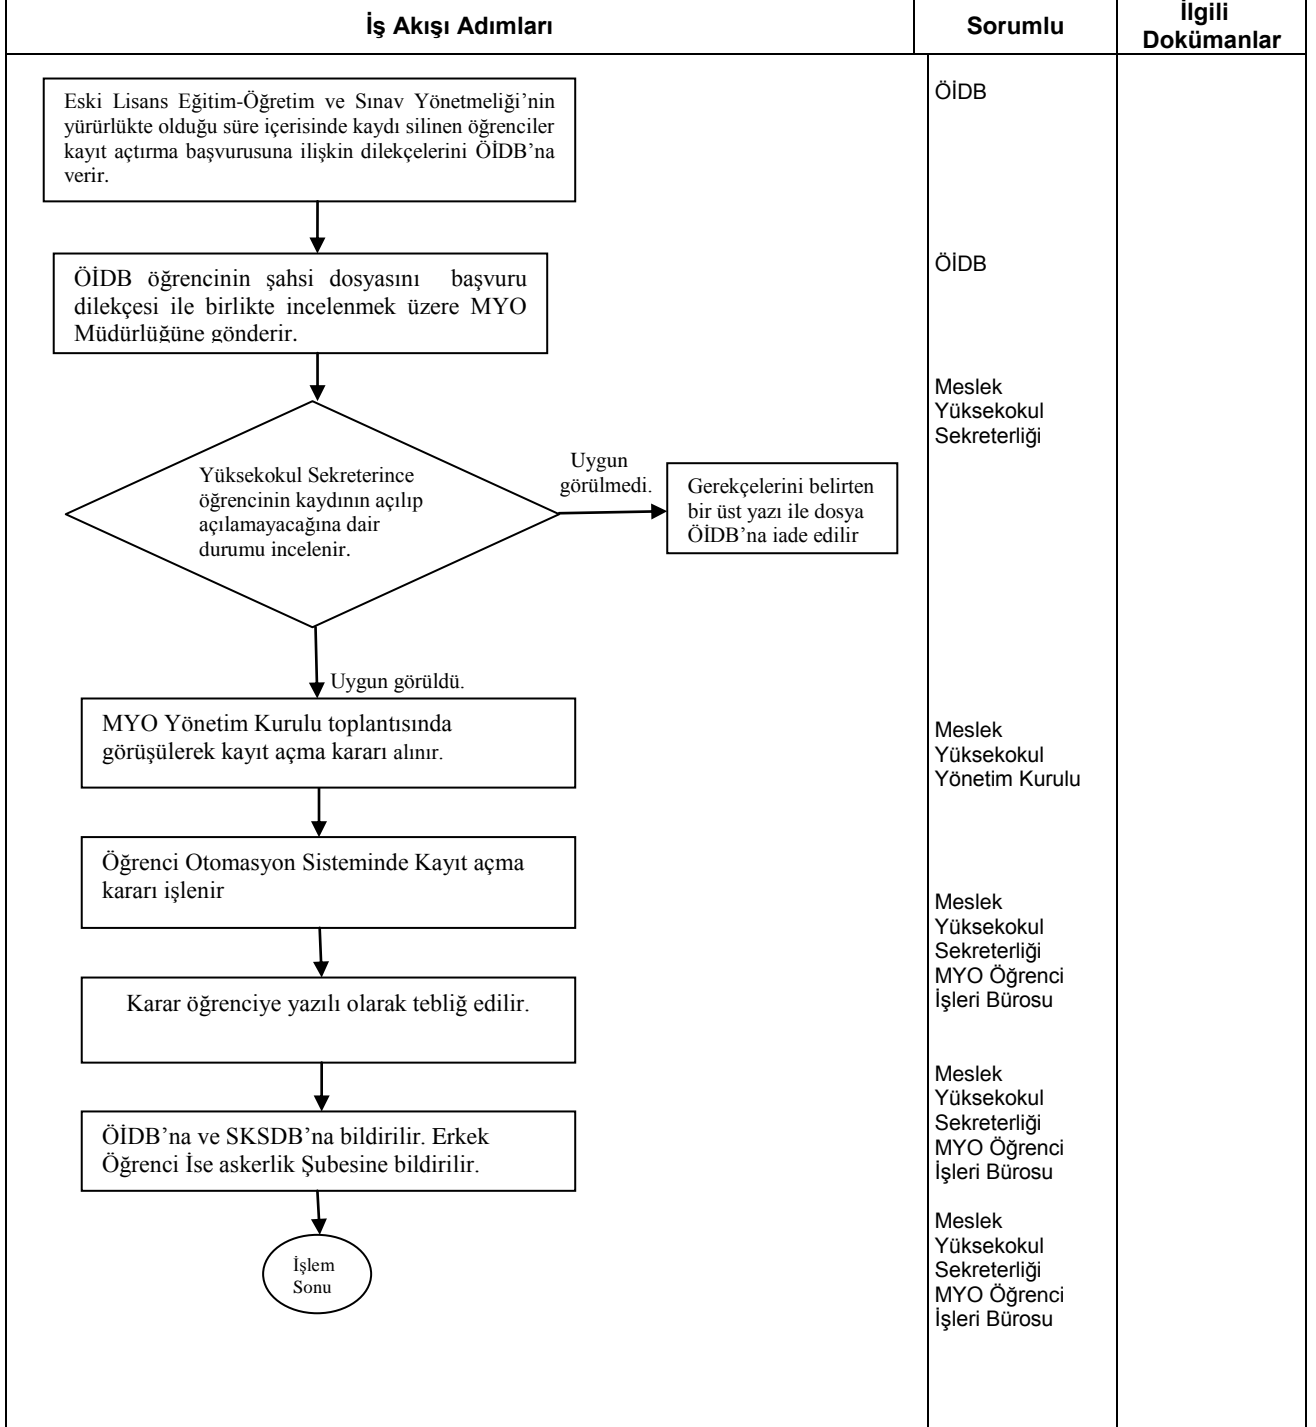 İş Akışı Adımları
Sorumlu
İlgili
Dokümanlar
Eski Lisans Eğitim-Öğretim ve Sınav Yönetmeliği’nin
yürürlükte olduğu süre içerisinde kaydı silinen öğrenciler
kayıt açtırma başvurusuna ilişkin dilekçelerini ÖİDB’na
verir.
ÖİDB
ÖİDB öğrencinin şahsi dosyasını başvuru
dilekçesi ile birlikte incelenmek üzere MYO
Müdürlüğüne gönderir.
ÖİDB
Yüksekokul Sekreterince
öğrencinin kaydının açılıp
açılamayacağına dair
durumu incelenir.
Uygun
görülmedi.
Gerekçelerini belirten
bir üst yazı ile dosya
ÖİDB’na iade edilir
Meslek
Yüksekokul
Sekreterliği
Uygun görüldü.
MYO Yönetim Kurulu toplantısında
görüşülerek kayıt açma kararı alınır.
Meslek
Yüksekokul
Yönetim Kurulu
Öğrenci Otomasyon Sisteminde Kayıt açma
kararı işlenir
Meslek
Yüksekokul
Sekreterliği
MYO Öğrenci
İşleri Bürosu
Karar öğrenciye yazılı olarak tebliğ edilir.
Meslek
Yüksekokul
Sekreterliği
MYO Öğrenci
İşleri Bürosu
ÖİDB’na ve SKSDB’na bildirilir. Erkek
Öğrenci İse askerlik Şubesine bildirilir.
Meslek
Yüksekokul
Sekreterliği
MYO Öğrenci
İşleri Bürosu
İşlem
Sonu